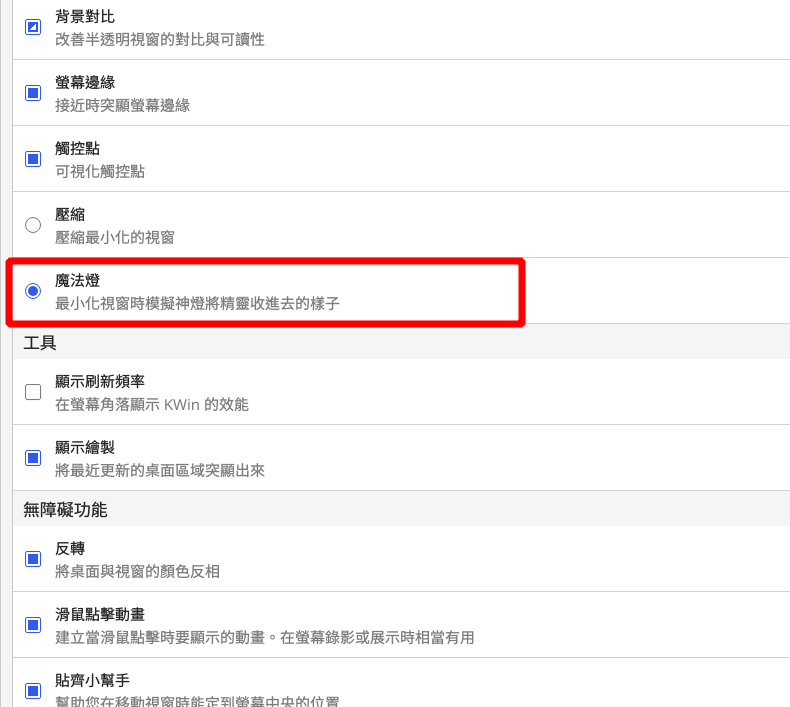 背景對比
改善半透明視窗的對比與可讀性
螢幕邊緣
接近時突顯螢幕邊緣
觸控點
可視化觸控點
壓縮
壓縮最小化的視窗
魔法燈
最小化視窗時模擬神燈將精靈收進去的樣子
工具
顯示刷新頻率
在螢幕角落顯示 KWin 的效能
顯示繪製
將最近更新的桌面區域突顯出來
無障礙功能
反轉
將桌面與視窗的顏色反相
滑鼠點擊動畫
建立當滑鼠點擊時要顯示的動畫。在螢幕錄影或展示時相當有用
貼齊小幫手
幫助您在移動視窗時能定到螢幕中央的位置